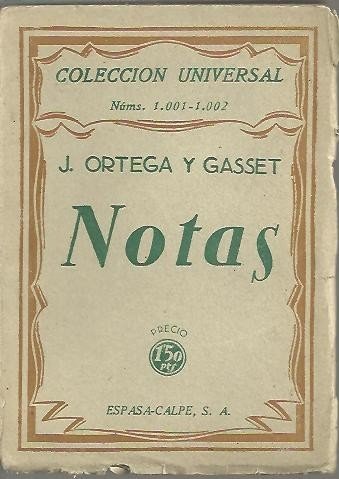 COLECCION UNIVERSAL
Núms. 1.001-1.002
J. ORTEGA Y GASSET
Notas
PRECIO
1'50
pts
ESPASA-CALPE, S. A.